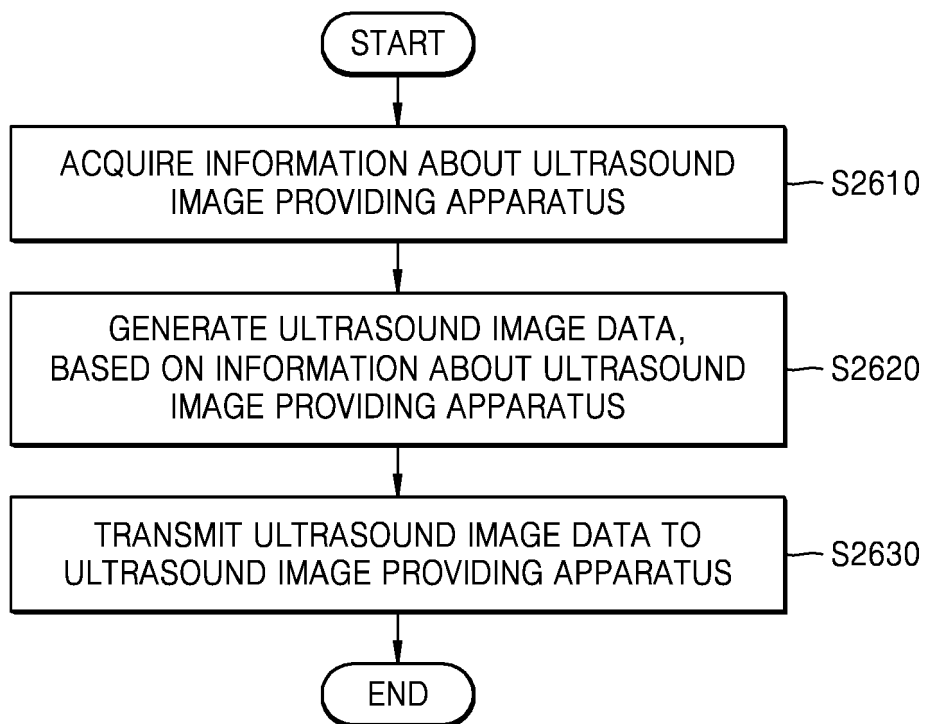 START
ACQUIRE INFORMATION ABOUT ULTRASOUND
IMAGE PROVIDING APPARATUS
S2610
GENERATE ULTRASOUND IMAGE DATA,
BASED ON INFORMATION ABOUT ULTRASOUND
IMAGE PROVIDING APPARATUS
S2620
TRANSMIT ULTRASOUND IMAGE DATA TO
ULTRASOUND IMAGE PROVIDING APPARATUS
S2630
END